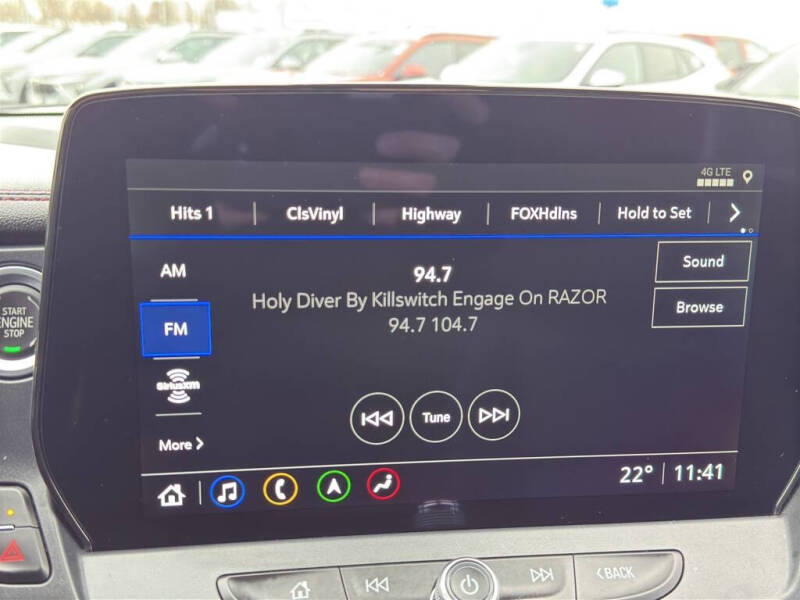 4G LTE
Hits 1 ClsVinyl Highway FOXHdlns Hold to Set
AM
94.7
Sound
Holy Diver By Killswitch Engage On RAZOR
94.7 104.7
Browse
FM
START
ENGINE
STOP
SiriusXM
Tune
More
22° 11:41
BACK